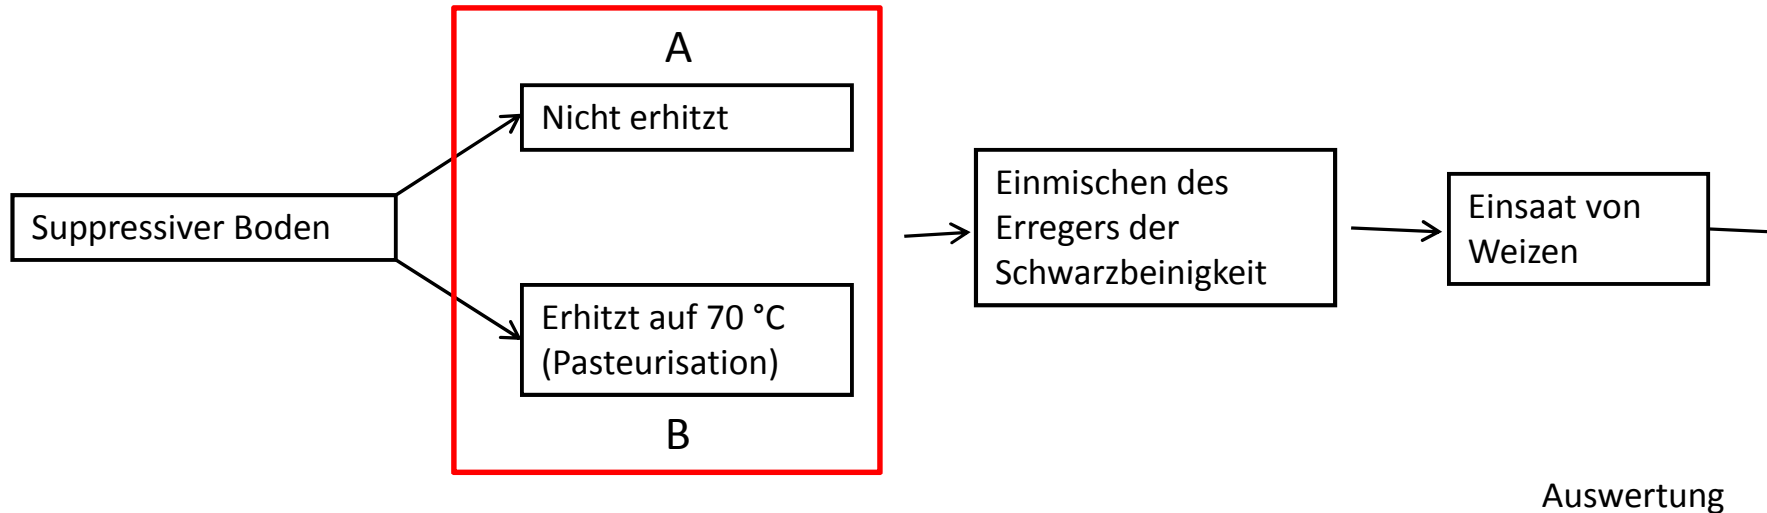 A
Nicht erhitzt
Suppressiver Boden
Erhitzt auf 70 °C
(Pasteurisation)
B
Einmischen des
Erregers der
Schwarzbeinigkeit
Einsaat von
Weizen
Auswertung